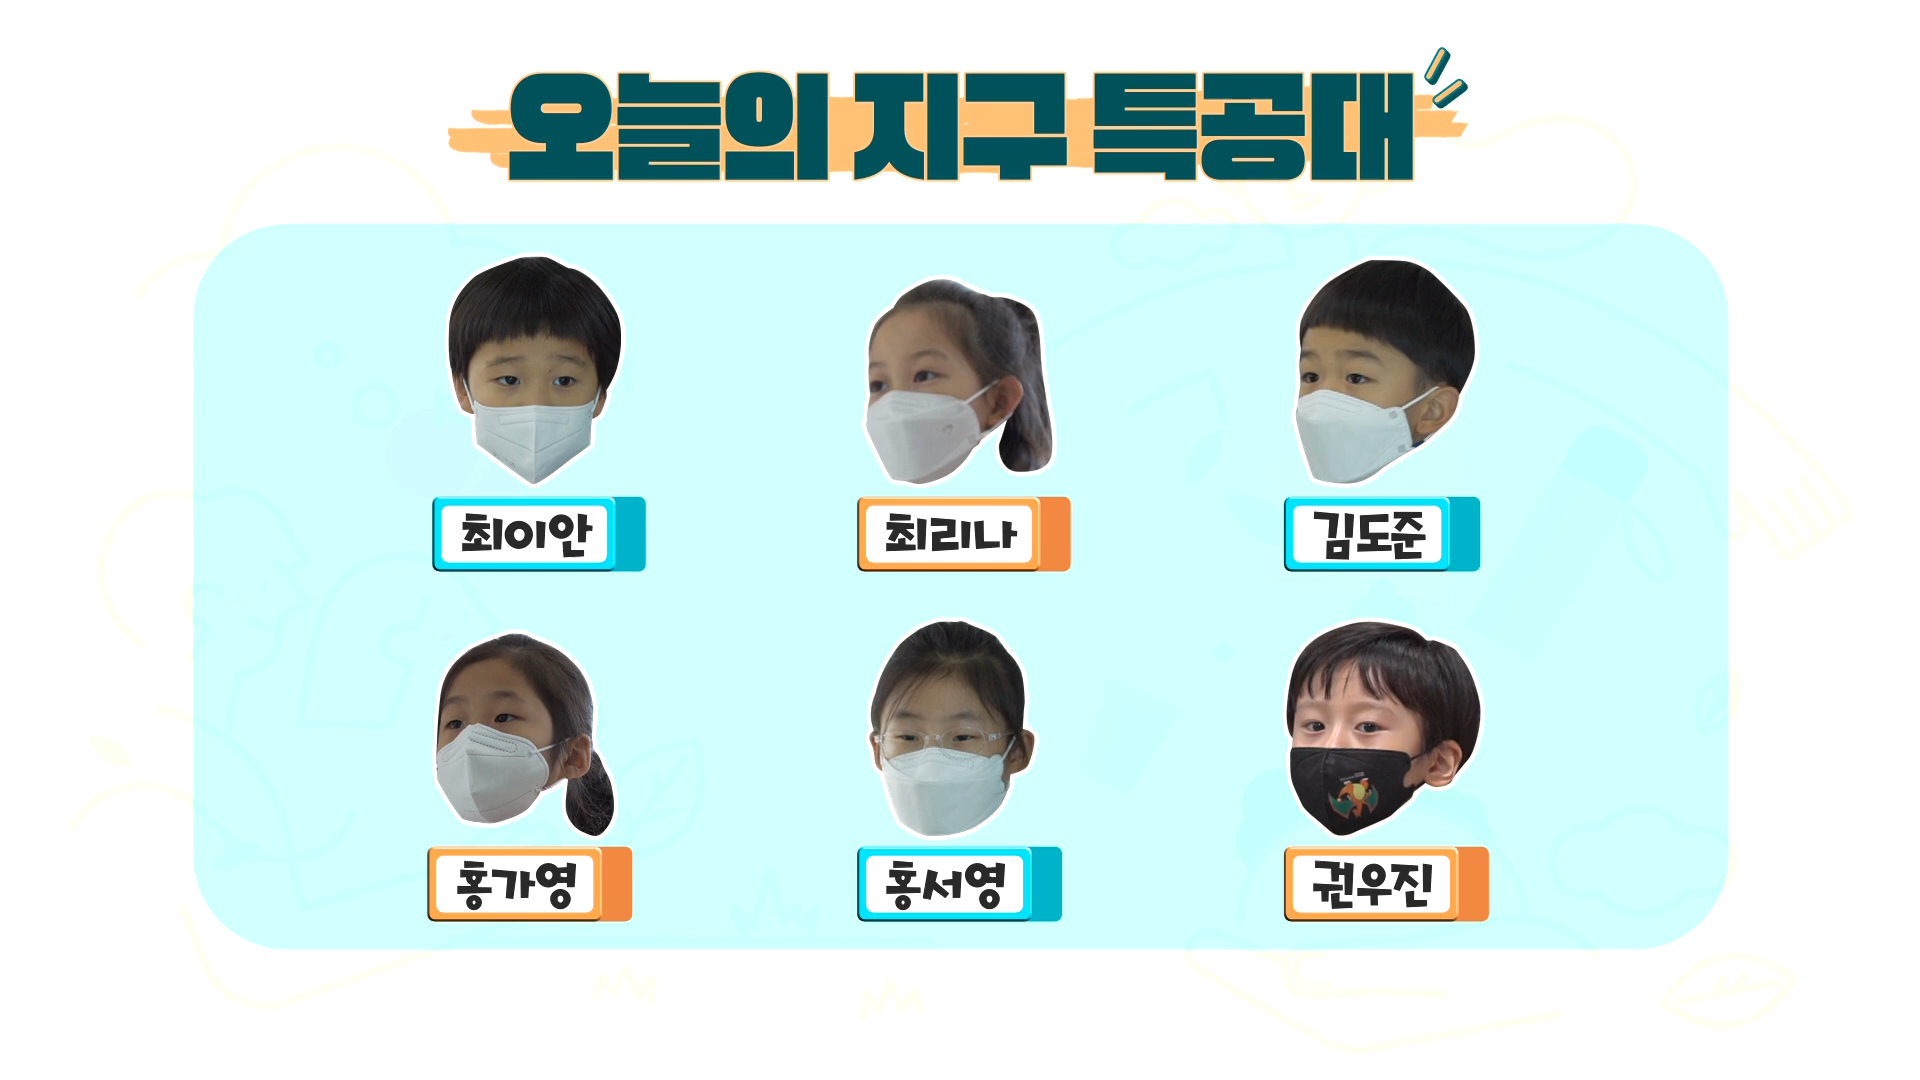 오늘의 지구 특공대
최이안
최리나
김도준
홍가영
홍서영
권우진